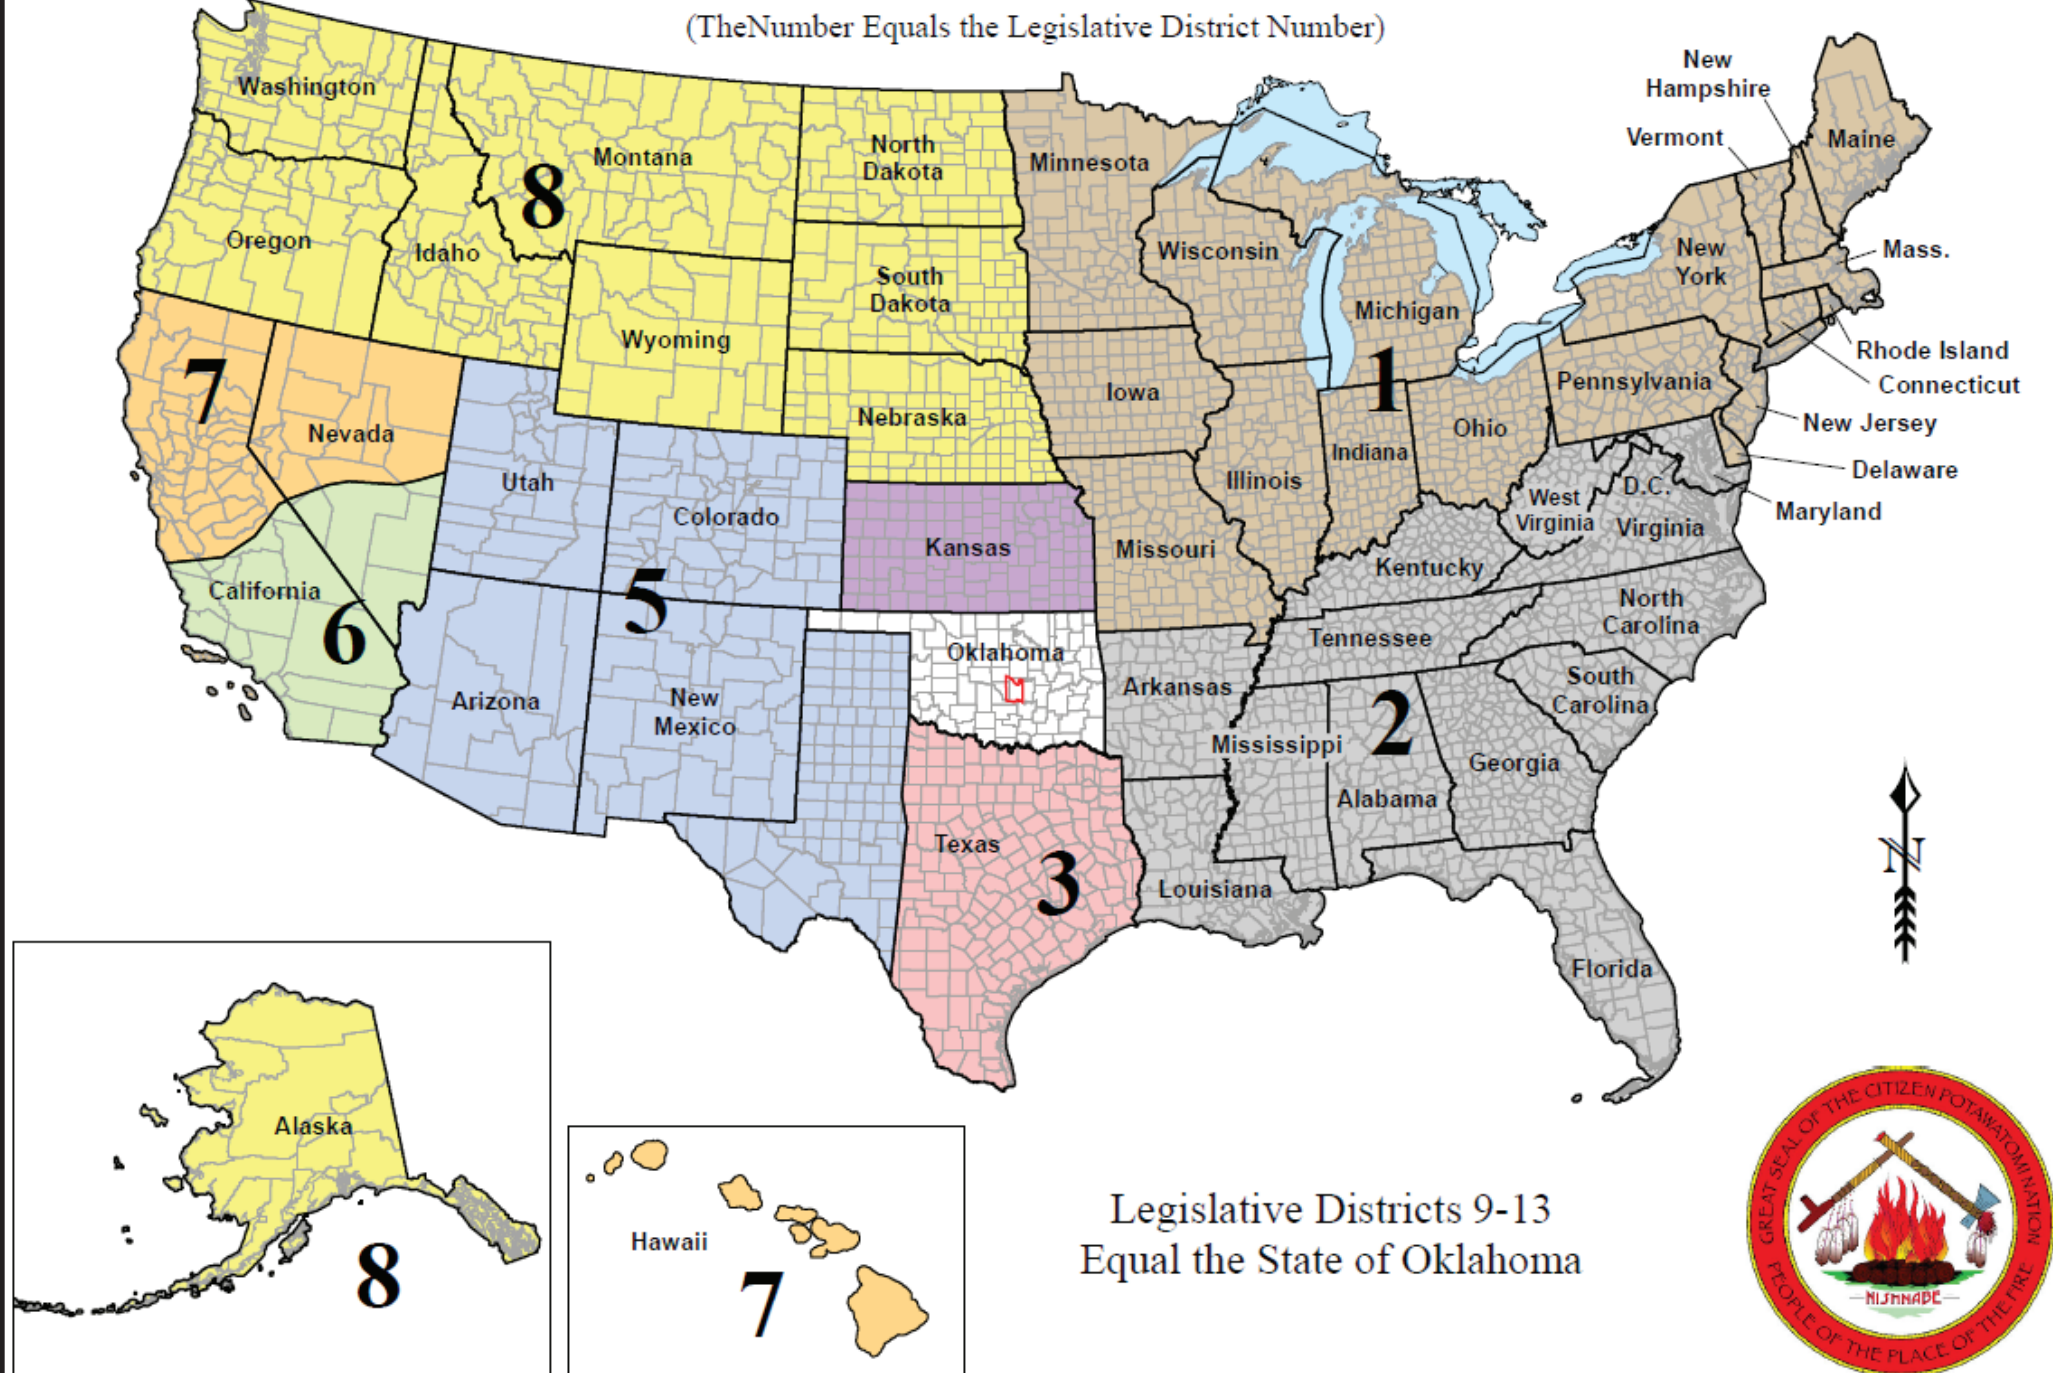 (TheNumber Equals the Legislative District Number)
New
Hampshire
Vermont
Maine
Washington
Montana
North
Dakota
Minnesota
8
Oregon
Idaho
Wisconsin
New
York
Mass.
South
Dakota
Michigan
Wyoming
Rhode Island
7
1
Pennsylvania
Connecticut
Iowa
Nebraska
New Jersey
Nevada
Ohio
Indiana
Delaware
Utah
Illinois
D.C.
West
Virginia
Maryland
Colorado
Virginia
Kansas
Missouri
Kentucky
California
5
North
Carolina
6
Oklahoma
Tennessee
Arizona
New
Mexico
Arkansas
South
Carolina
2
Mississippi
Georgia
Alabama
Texas
3
N
Louisiana
Florida
Alaska
8
Hawaii
7
Legislative Districts 9-13
Equal the State of Oklahoma
GREAT SEAL OF THE CITIZEN POTAWATOMI NATION
PEOPLE OF THE PLACE OF THE FIRE
NISHNABE